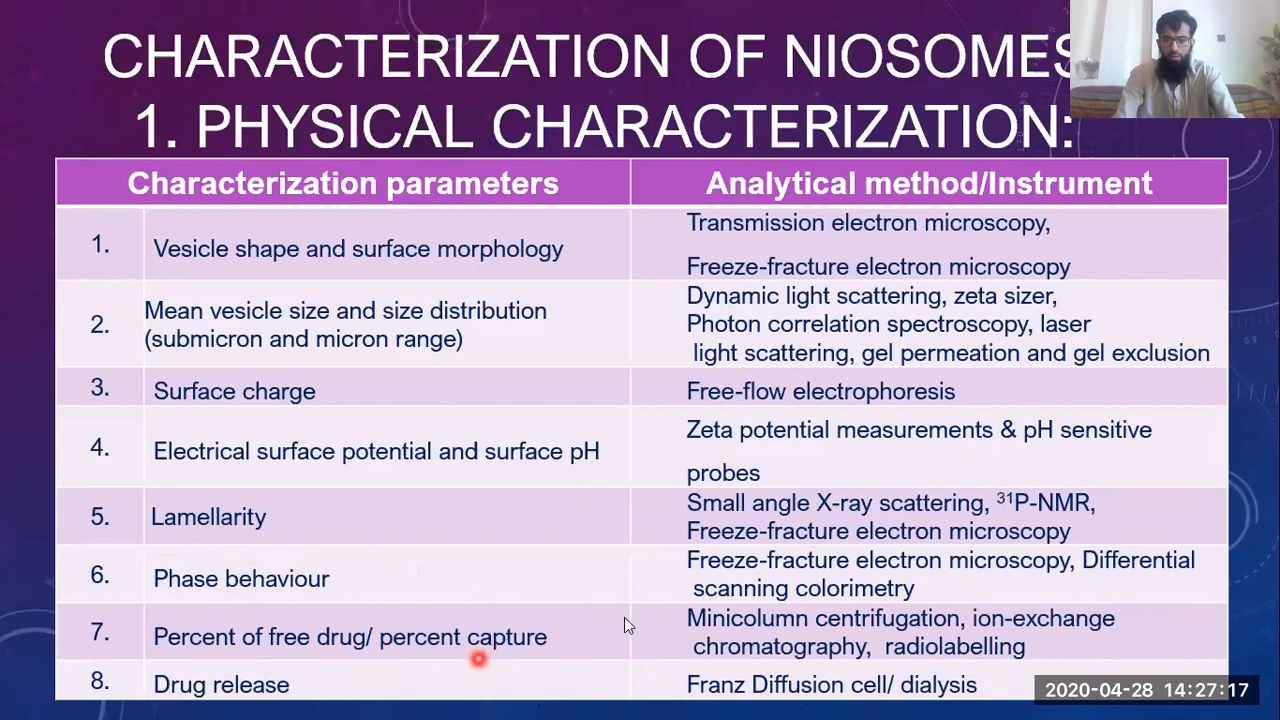 CHARACTERIZATION OF NIOSOMES
1. PHYSICAL CHARACTERIZATION:
Characterization parameters
Analytical method/Instrument
1.
Vesicle shape and surface morphology
Transmission electron microscopy,
Freeze-fracture electron microscopy
2.
Mean vesicle size and size distribution
(submicron and micron range)
Dynamic light scattering, zeta sizer,
Photon correlation spectroscopy, laser
light scattering, gel permeation and gel exclusion
3.
Surface charge
Free-flow electrophoresis
4.
Electrical surface potential and surface pH
Zeta potential measurements & pH sensitive
probes
5.
Lamellarity
Small angle X-ray scattering, ³¹P-NMR,
Freeze-fracture electron microscopy
6.
Phase behaviour
Freeze-fracture electron microscopy, Differential
scanning colorimetry
7.
Percent of free drug/ percent capture
Minicolumn centrifugation, ion-exchange
chromatography, radiolabelling
8.
Drug release
Franz Diffusion cell/ dialysis
2020-04-28 14:27:17